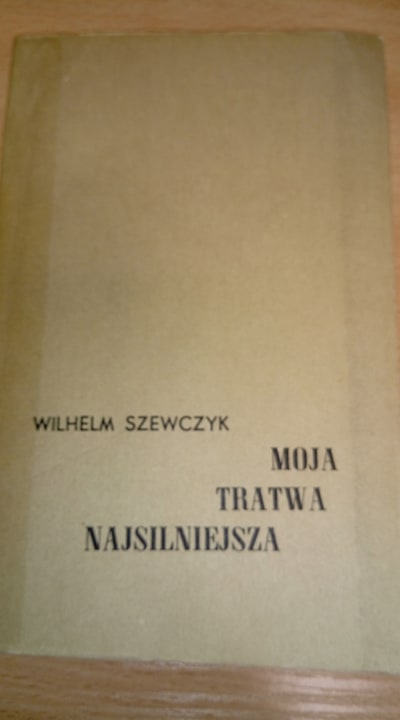 WILHELM SZEWCZYK
MOJA
TRATWA
NAJSILNIEJSZA